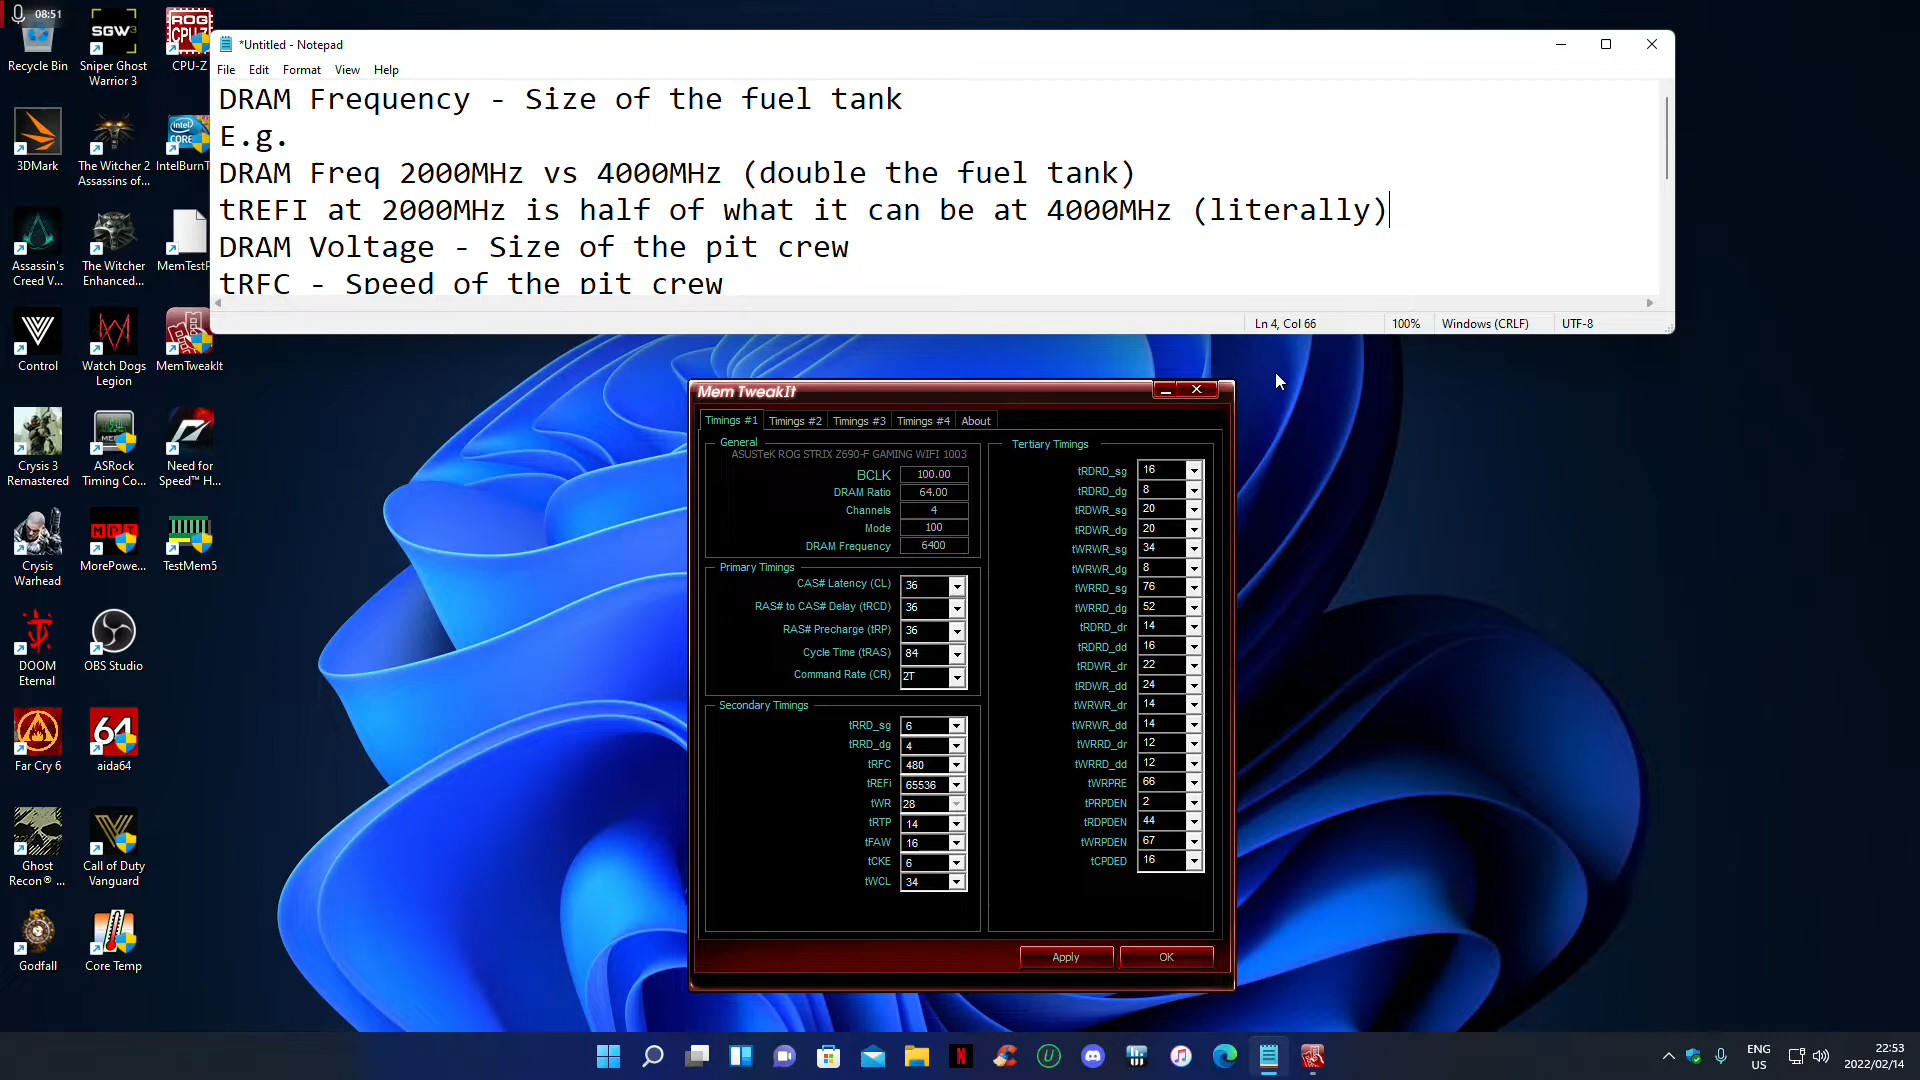 08:51
Recycle Bin
SGW3
Sniper Ghost
Warrior 3
ROG
CPU-Z
CPU-Z
3DMark
The Witcher 2
Assassins of...
intel
CORE
IntelBurnT
Assassin's
Creed V...
The Witcher
Enhanced...
MemTestP
Control
Watch Dogs
Legion
MemTweakIt
Crysis 3
Remastered
ASRock
Timing Co...
Need for
Speed™ H...
Crysis
Warhead
MPT
MorePowe...
TestMem5
DOOM
Eternal
OBS Studio
Far Cry 6
64
aida64
Ghost
Recon® ...
Call of Duty
Vanguard
Godfall
Core Temp
*Untitled - Notepad
File Edit Format View Help
DRAM Frequency - Size of the fuel tank
E.g.
DRAM Freq 2000MHz vs 4000MHz (double the fuel tank)
tREFI at 2000MHz is half of what it can be at 4000MHz (literally)
DRAM Voltage - Size of the pit crew
tRFC - Speed of the pit crew
Ln 4, Col 66 100% Windows (CRLF) UTF-8
Mem TweakIt
Timings #1 Timings #2 Timings #3 Timings #4 About
General
ASUSTeK ROG STRIX Z690-F GAMING WIFI 1003
BCLK 100.00
DRAM Ratio 64.00
Channels 4
Mode 100
DRAM Frequency 6400
Primary Timings
CAS# Latency (CL) 36
RAS# to CAS# Delay (tRCD) 36
RAS# Precharge (tRP) 36
Cycle Time (tRAS) 84
Command Rate (CR) 2T
Secondary Timings
tRRD_sg 6
tRRD_dg 4
tRFC 480
tREFi 65536
tWR 28
tRTP 14
tFAW 16
tCKE 6
tWCL 34
Tertiary Timings
tRDRD_sg 16
tRDRD_dg 8
tRDWR_sg 20
tRDWR_dg 20
tWRWR_sg 34
tWRWR_dg 8
tWRRD_sg 76
tWRRD_dg 52
tRDRD_dr 14
tRDRD_dd 16
tRDWR_dr 22
tRDWR_dd 24
tWRWR_dr 14
tWRWR_dd 14
tWRRD_dr 12
tWRRD_dd 12
tWRPRE 66
tPRPDEN 2
tRDPDEN 44
tWRPDEN 67
tCPDED 16
Apply OK
N
U
ENG
US
22:53
2022/02/14